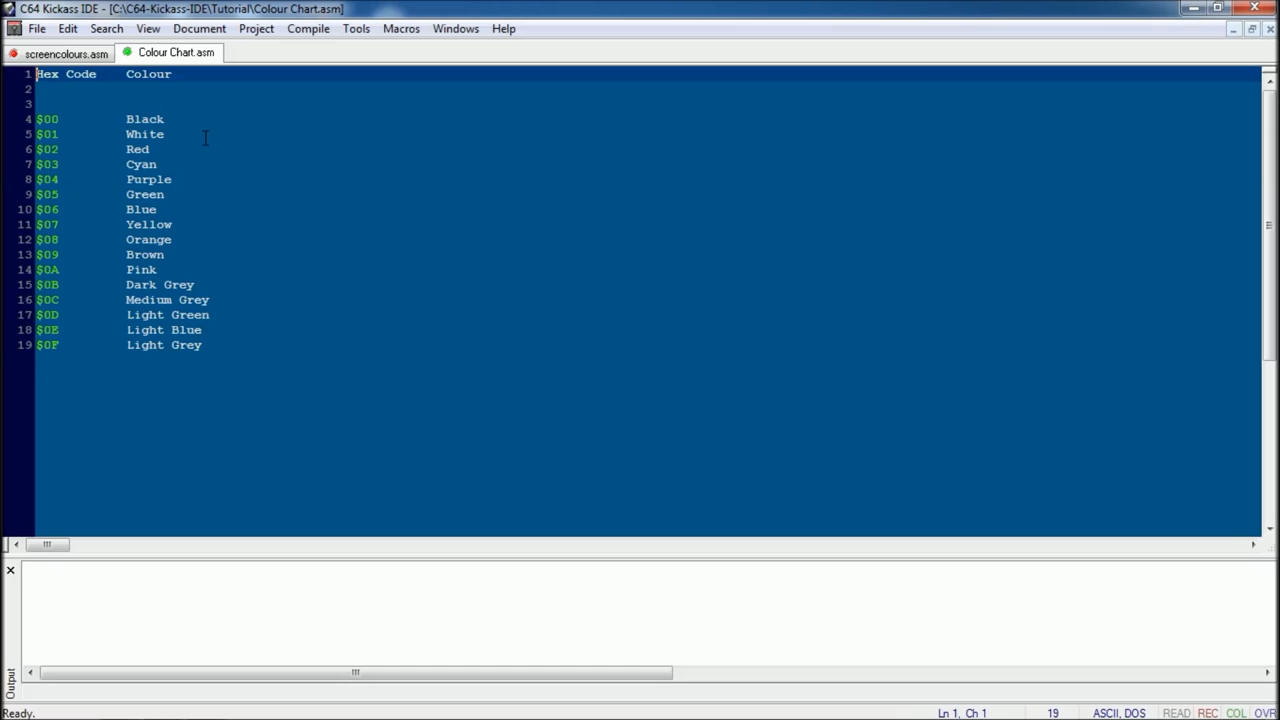 C64 Kickass IDE - [C:\C64-Kickass-IDE\Tutorial\Colour Chart.asm]
File Edit Search View Document Project Compile Tools Macros Windows Help
screencolours.asm Colour Chart.asm
1 Hex Code Colour
2
3
4 $00 Black
5 $01 White
6 $02 Red
7 $03 Cyan
8 $04 Purple
9 $05 Green
10 $06 Blue
11 $07 Yellow
12 $08 Orange
13 $09 Brown
14 $0A Pink
15 $0B Dark Grey
16 $0C Medium Grey
17 $0D Light Green
18 $0E Light Blue
19 $0F Light Grey
Output
Ready. Ln 1, Ch 1 19 ASCII, DOS READ REC COL OVR